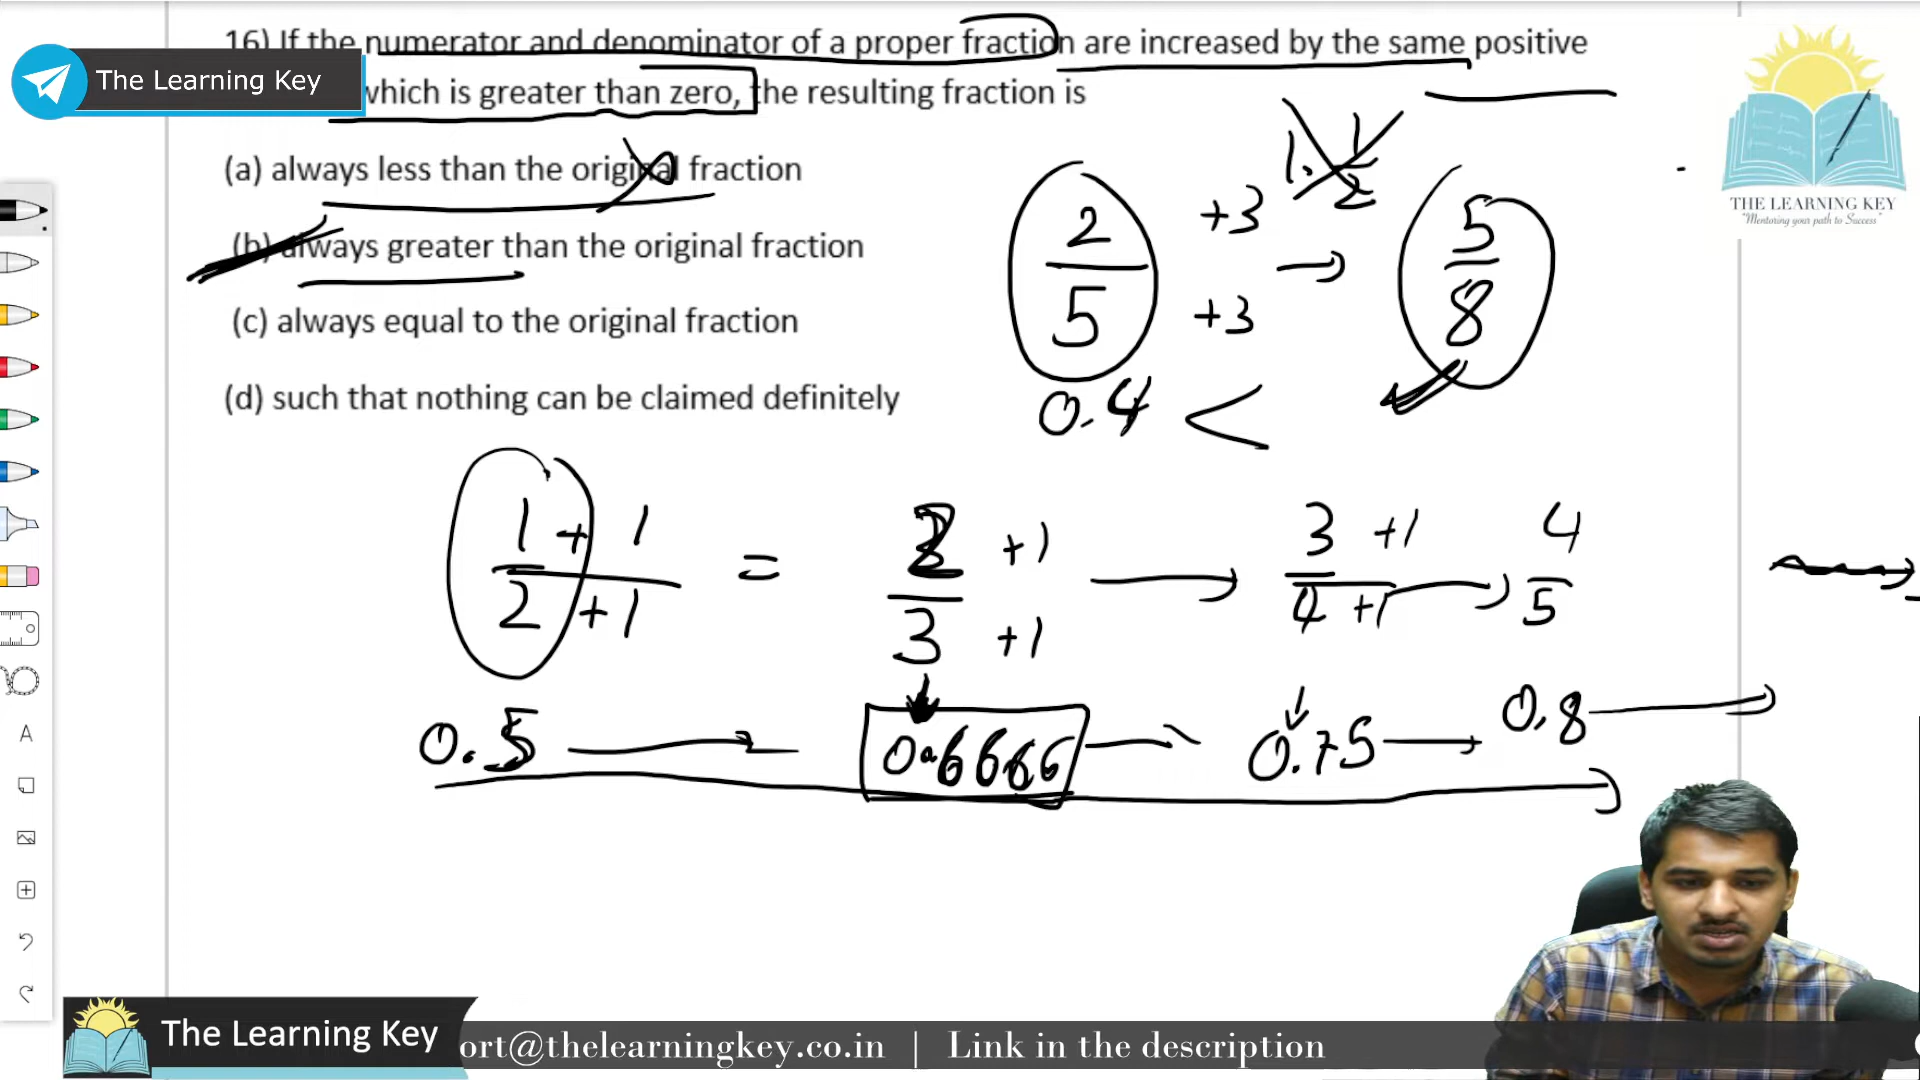 16) If the numerator and denominator of a proper fraction are increased by the same positive
The Learning Key
which is greater than zero, the resulting fraction is
(a) always less than the original fraction
(b) always greater than the original fraction
(c) always equal to the original fraction
(d) such that nothing can be claimed definitely
THE LEARNING KEY
"Mentoring your path to Success"
2 +3 → 5
5 +3 8
0.4 <
1 + 1 = 2 +1 → 3 +1 → 4
2 + 1 3 +1 4 +1 5
0.5 → 0.6666 → 0.75 → 0.8 →
A
The Learning Key
ort@thelearningkey.co.in | Link in the description